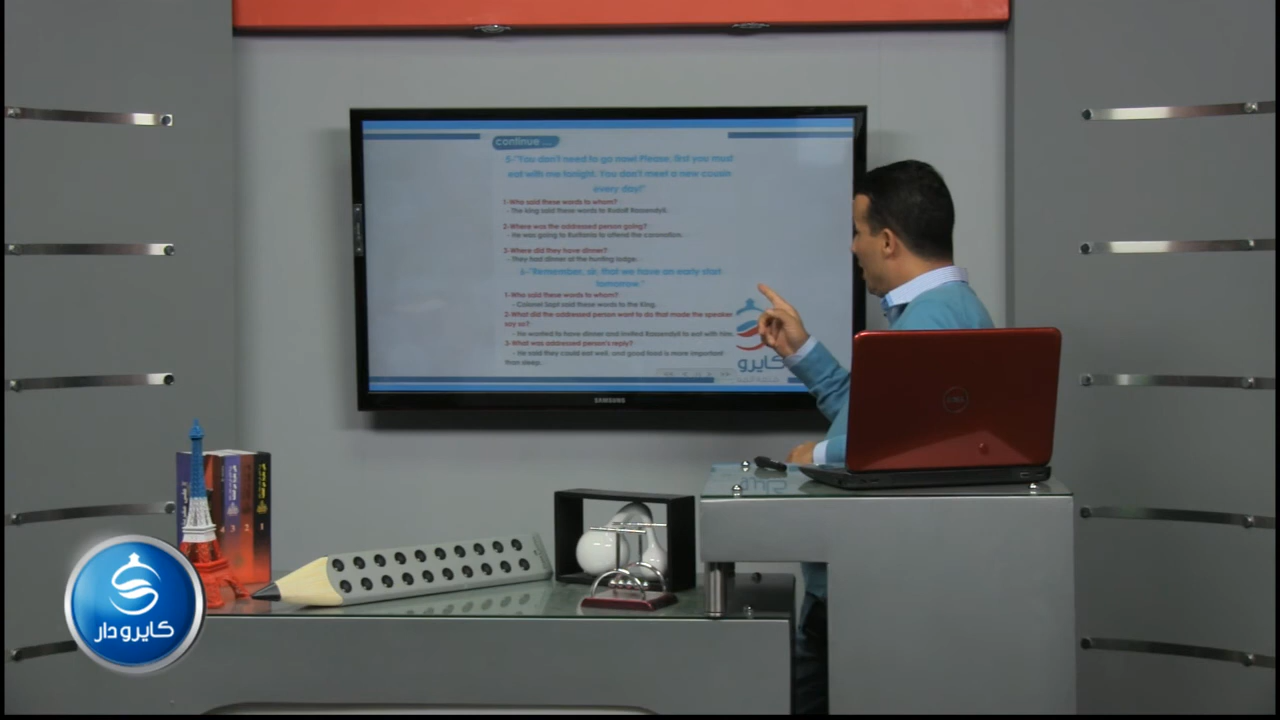 continue ...
5-"You don't need to go now! Please, first you must
eat with me tonight. You don't meet a new cousin
every day!"
1-Who said these words to whom?
- The king said these words to Rudolf Rassendyll.
2-Where was the addressed person going?
- He was going to Ruritania to attend the coronation.
3-Where did they have dinner?
- They had dinner at the hunting lodge.
6-"Remember, sir, that we have an early start
tomorrow."
1-Who said these words to whom?
- Colonel Sapt said these words to the King.
2-What did the addressed person want to do that made the speaker
say so?
- He wanted to have dinner and invited Rassendyll to eat with him.
3-What was addressed person's reply?
- He said they could eat well, and good food is more important
than sleep.
كايرو
SAMSUNG
DELL
4 3 2 1
كايرو دار